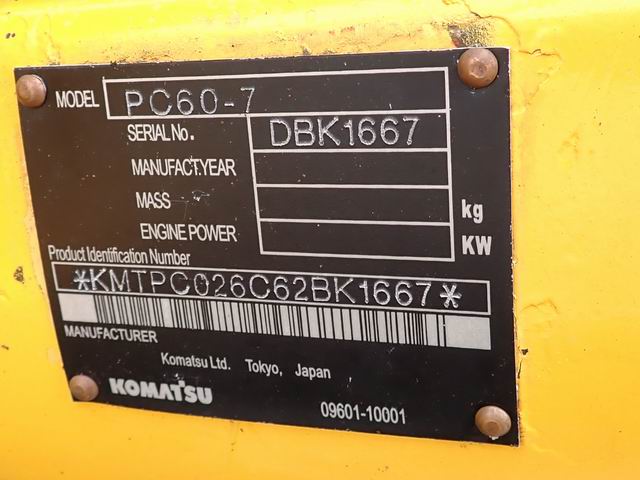 MODEL PC60-7
SERIAL No. DBK1667
MANUFACT.YEAR
MASS kg
ENGINE POWER KW
Product Identification Number
*KMTPC026C62BK1667*
MANUFACTURER
Komatsu Ltd. Tokyo, Japan
KOMATSU
09601-10001